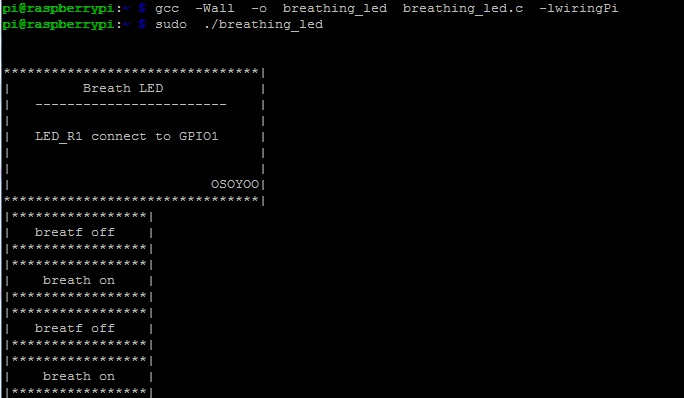 pi@raspberrypi:~ $ gcc  -Wall  -o  breathing_led  breathing_led.c  -lwiringPi
pi@raspberrypi:~ $ sudo  ./breathing_led
********************************|
|         Breath LED            |
|   ------------------------    |
|                               |
|   LED_R1 connect to GPIO1     |
|                               |
|                               |
|                         OSOYOO|
********************************|
|*****************|
|   breatf off    |
|*****************|
|*****************|
|    breath on    |
|*****************|
|*****************|
|   breatf off    |
|*****************|
|*****************|
|    breath on    |
|*****************|